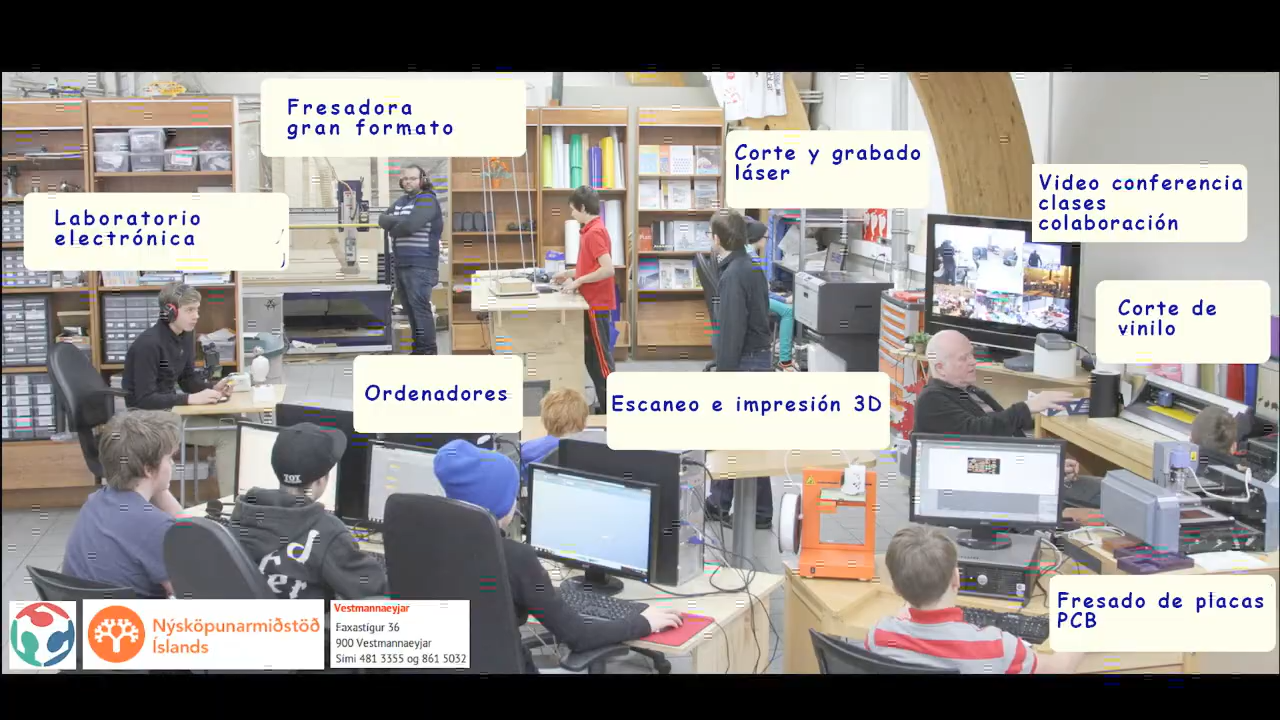 Fresadora
gran formato
Corte y grabado
láser
Video conferencia
clases
colaboración
Laboratorio
electrónica
Corte de
vinilo
Ordenadores
Escaneo e impresión 3D
TOY
Fresado de placas
PCB
Nýsköpunarmiðstöð
Íslands
Vestmannaeyjar
Faxastígur 36
900 Vestmannaeyjar
Sími 481 3355 og 861 5032